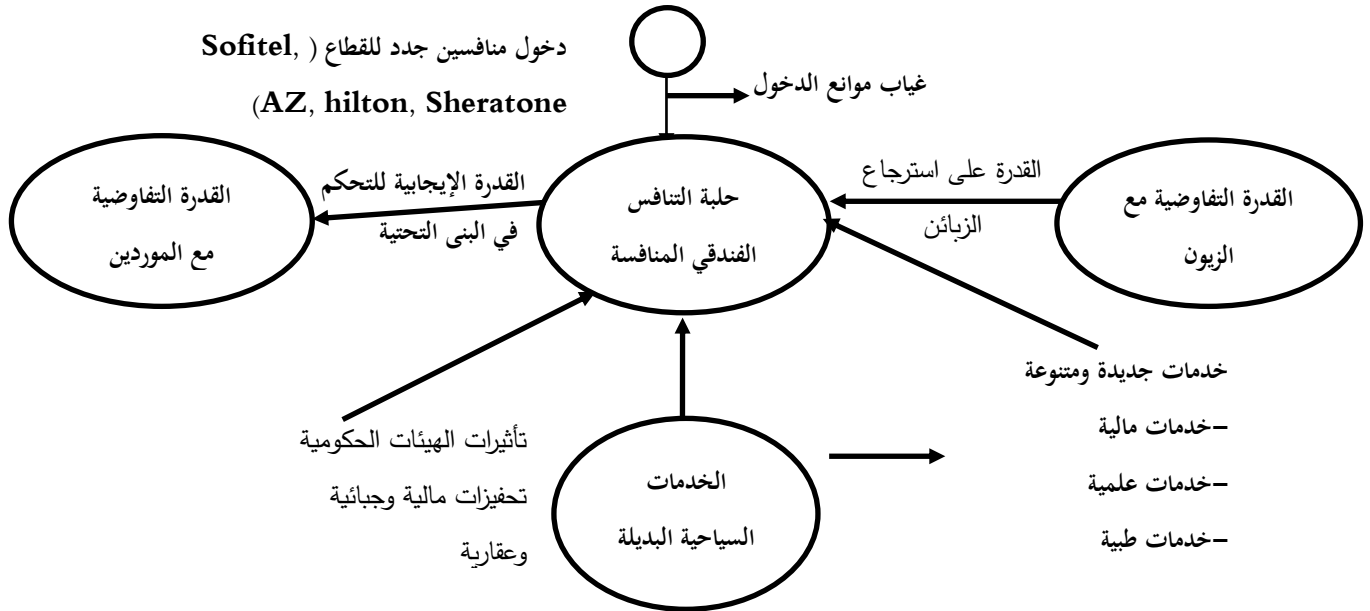 دخول منافسين جدد للقطاع ( Sofitel,
AZ, hilton, Sheratone)
غياب موانع الدخول
القدرة التفاوضية مع
الزيون
القدرة على استرجاع
الزبائن
حلبة التنافس
الفندقي المنافسة
القدرة الإيجابية للتحكم
في البنى التحتية
القدرة التفاوضية
مع الموردين
خدمات جديدة ومتنوعة
–خدمات مالية
–خدمات علمية
–خدمات طبية
الخدمات
السياحية البديلة
تأثيرات الهيئات الحكومية
تحفيزات مالية وجبائية
وعقارية